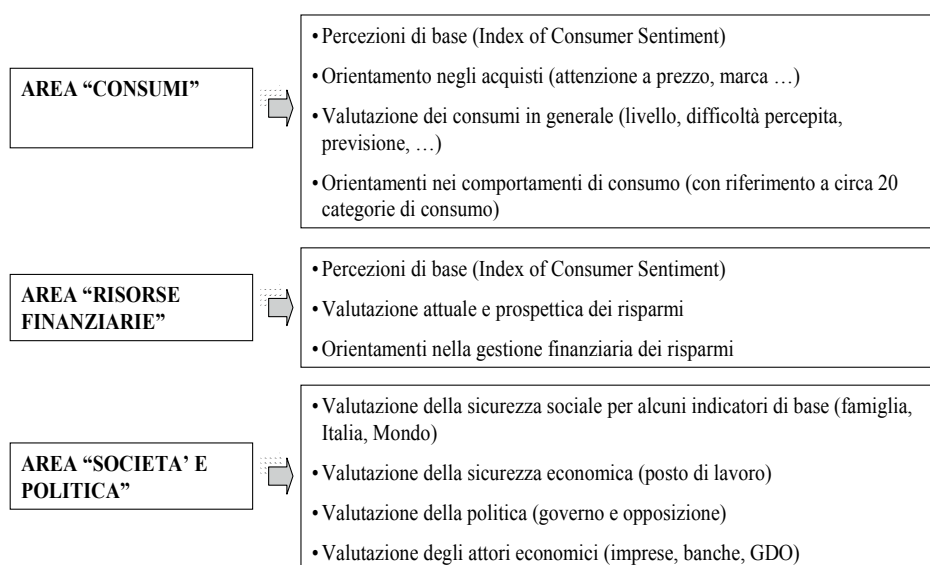 AREA “CONSUMI”
• Percezioni di base (Index of Consumer Sentiment)
• Orientamento negli acquisti (attenzione a prezzo, marca …)
• Valutazione dei consumi in generale (livello, difficoltà percepita,
previsione, …)
• Orientamenti nei comportamenti di consumo (con riferimento a circa 20
categorie di consumo)
AREA “RISORSE
FINANZIARIE”
• Percezioni di base (Index of Consumer Sentiment)
• Valutazione attuale e prospettica dei risparmi
• Orientamenti nella gestione finanziaria dei risparmi
AREA “SOCIETA’ E
POLITICA”
• Valutazione della sicurezza sociale per alcuni indicatori di base (famiglia,
Italia, Mondo)
• Valutazione della sicurezza economica (posto di lavoro)
• Valutazione della politica (governo e opposizione)
• Valutazione degli attori economici (imprese, banche, GDO)